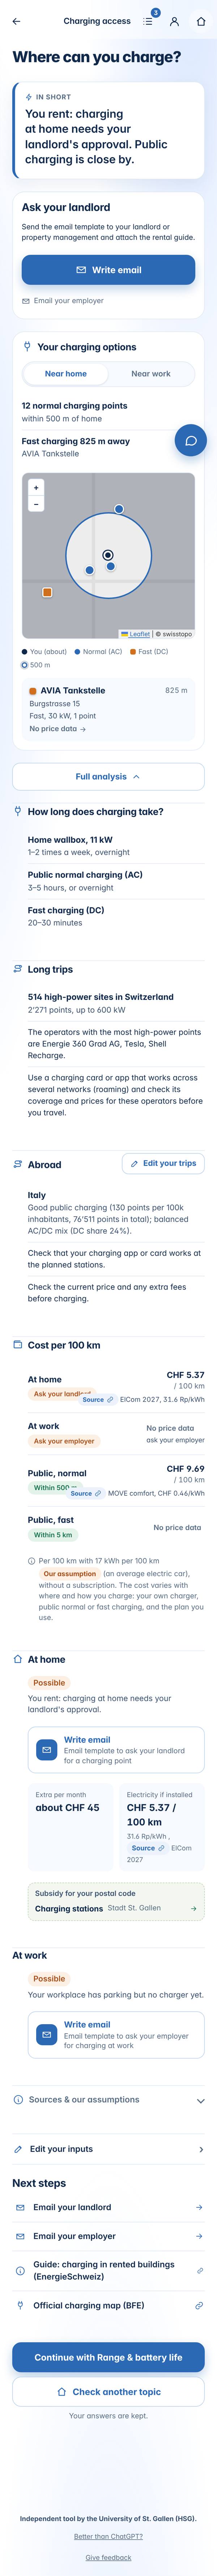 Charging access
3
Where can you charge?
IN SHORT
You rent: charging
at home needs your
landlord's approval. Public
charging is close by.
Ask your landlord
Send the email template to your landlord or
property management and attach the rental guide.
Write email
Email your employer
Your charging options
Near home
Near work
12 normal charging points
within 500 m of home
Fast charging 825 m away
AVIA Tankstelle
+
−
Leaflet | © swisstopo
You (about)
Normal (AC)
Fast (DC)
500 m
AVIA Tankstelle
825 m
Burgstrasse 15
Fast, 30 kW, 1 point
No price data →
Full analysis
How long does charging take?
Home wallbox, 11 kW
1–2 times a week, overnight
Public normal charging (AC)
3–5 hours, or overnight
Fast charging (DC)
20–30 minutes
Long trips
514 high-power sites in Switzerland
2'271 points, up to 600 kW
The operators with the most high-power points
are Energie 360 Grad AG, Tesla, Shell
Recharge.
Use a charging card or app that works across
several networks (roaming) and check its
coverage and prices for these operators before
you travel.
Abroad
Edit your trips
Italy
Good public charging (130 points per 100k
inhabitants, 76'511 points in total); balanced
AC/DC mix (DC share 24%).
Check that your charging app or card works at
the planned stations.
Check the current price and any extra fees
before charging.
Cost per 100 km
At home
CHF 5.37
/ 100 km
Ask your landlord
Source
ElCom 2027, 31.6 Rp/kWh
At work
No price data
Ask your employer
ask your employer
Public, normal
CHF 9.69
/ 100 km
Within 500 m
Source
MOVE comfort, CHF 0.46/kWh
Public, fast
No price data
Within 5 km
Per 100 km with 17 kWh per 100 km
Our assumption (an average electric car),
without a subscription. The cost varies with
where and how you charge: your own charger,
public normal or fast charging, and the plan you
use.
At home
Possible
You rent: charging at home needs your
landlord's approval.
Write email
Email template to ask your landlord
for a charging point
Extra per month
about CHF 45
Electricity if installed
CHF 5.37 /
100 km
31.6 Rp/kWh ,
Source
ElCom
2027
Subsidy for your postal code
Charging stations Stadt St. Gallen →
At work
Possible
Your workplace has parking but no charger yet.
Write email
Email template to ask your employer
for charging at work
Sources & our assumptions
Edit your inputs
Next steps
Email your landlord →
Email your employer →
Guide: charging in rented buildings
(EnergieSchweiz)
Official charging map (BFE)
Continue with Range & battery life
Check another topic
Your answers are kept.
Independent tool by the University of St. Gallen (HSG).
Better than ChatGPT?
Give feedback